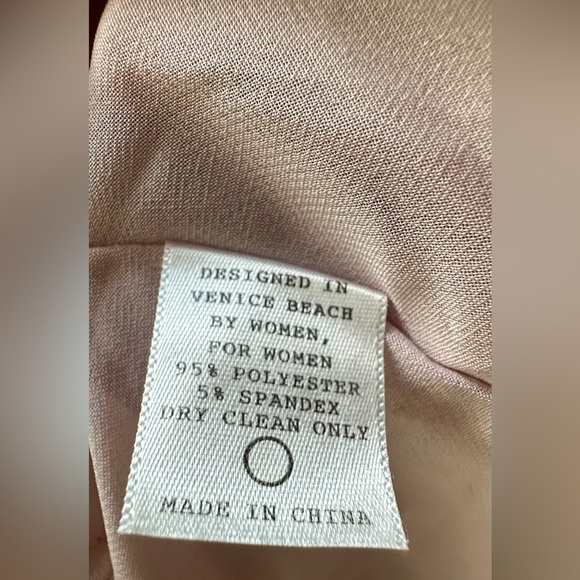 DESIGNED IN
VENICE BEACH
BY WOMEN,
FOR WOMEN
95% POLYESTER
5% SPANDEX
DRY CLEAN ONLY
MADE IN CHINA